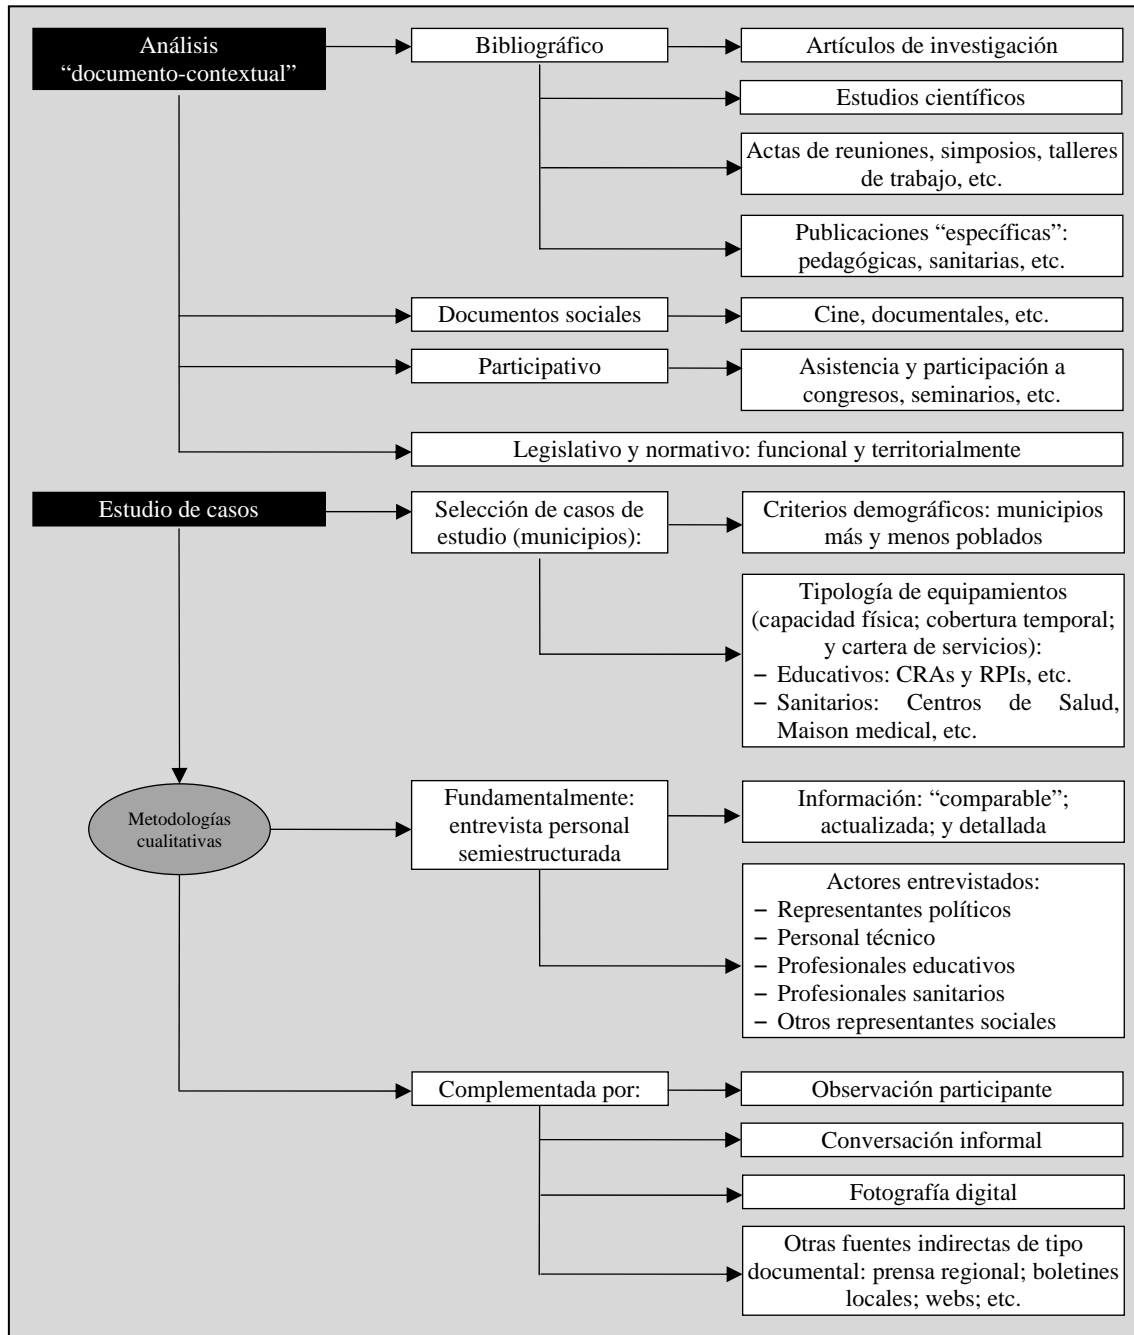 Análisis
“documento-contextual”
Bibliográfico
Artículos de investigación
Estudios científicos
Actas de reuniones, simposios, talleres
de trabajo, etc.
Publicaciones “específicas”:
pedagógicas, sanitarias, etc.
Documentos sociales
Cine, documentales, etc.
Participativo
Asistencia y participación a
congresos, seminarios, etc.
Legislativo y normativo: funcional y territorialmente
Estudio de casos
Selección de casos de
estudio (municipios):
Criterios demográficos: municipios
más y menos poblados
Tipología de equipamientos
(capacidad física; cobertura temporal;
y cartera de servicios):
– Educativos: CRAs y RPIs, etc.
– Sanitarios: Centros de Salud,
Maison medical, etc.
Metodologías
cualitativas
Fundamentalmente:
entrevista personal
semiestructurada
Información: “comparable”;
actualizada; y detallada
Actores entrevistados:
– Representantes políticos
– Personal técnico
– Profesionales educativos
– Profesionales sanitarios
– Otros representantes sociales
Complementada por:
Observación participante
Conversación informal
Fotografía digital
Otras fuentes indirectas de tipo
documental: prensa regional; boletines
locales; webs; etc.